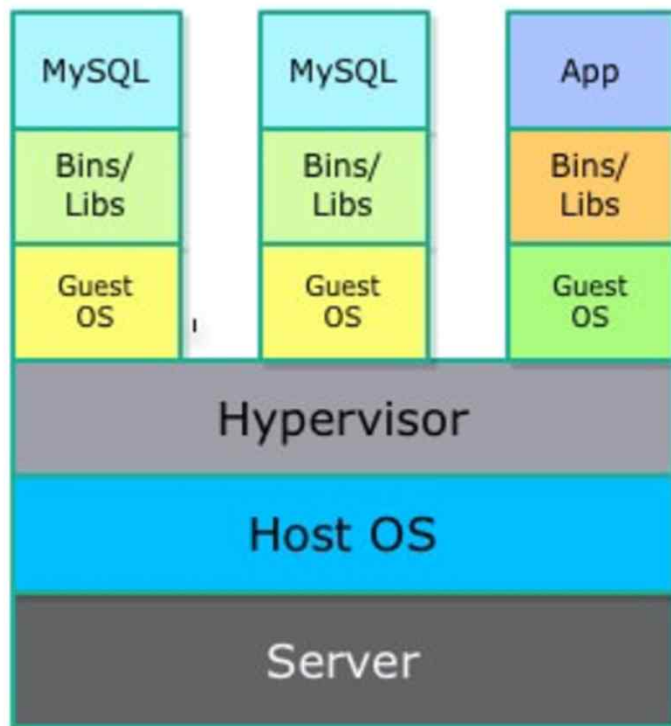 MySQL
Bins/
Libs
Guest
OS
MySQL
Bins/
Libs
Guest
OS
App
Bins/
Libs
Guest
OS
Hypervisor
Host OS
Server